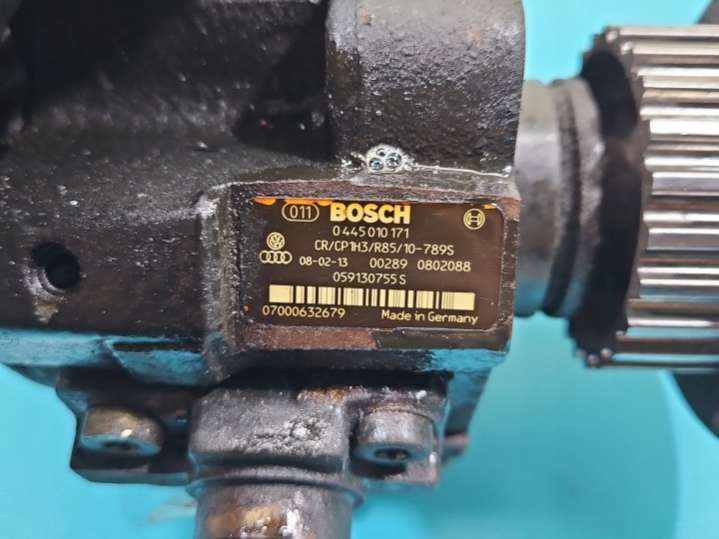 011 BOSCH
0 445 010 171
CR/CP1H3/R85/10-789S
08-02-13 00289 0802088
059130755S
07000632679 Made in Germany